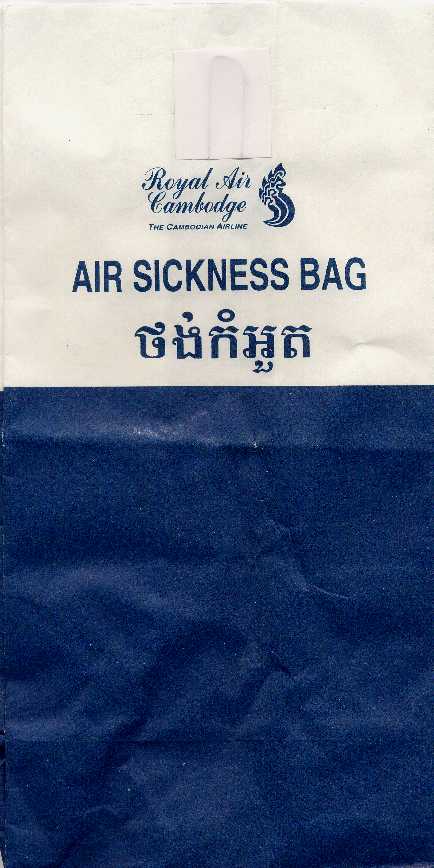 Royal Air
Cambodge
THE CAMBODIAN AIRLINE
AIR SICKNESS BAG
ថង់កំអួត